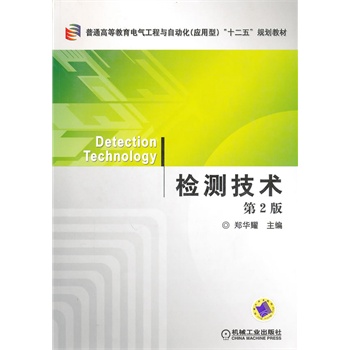 普通高等教育电气工程与自动化(应用型)“十二五”规划教材
Detection
Technology
检测技术
第2版
◎ 郑华耀 主编
机械工业出版社
CHINA MACHINE PRESS